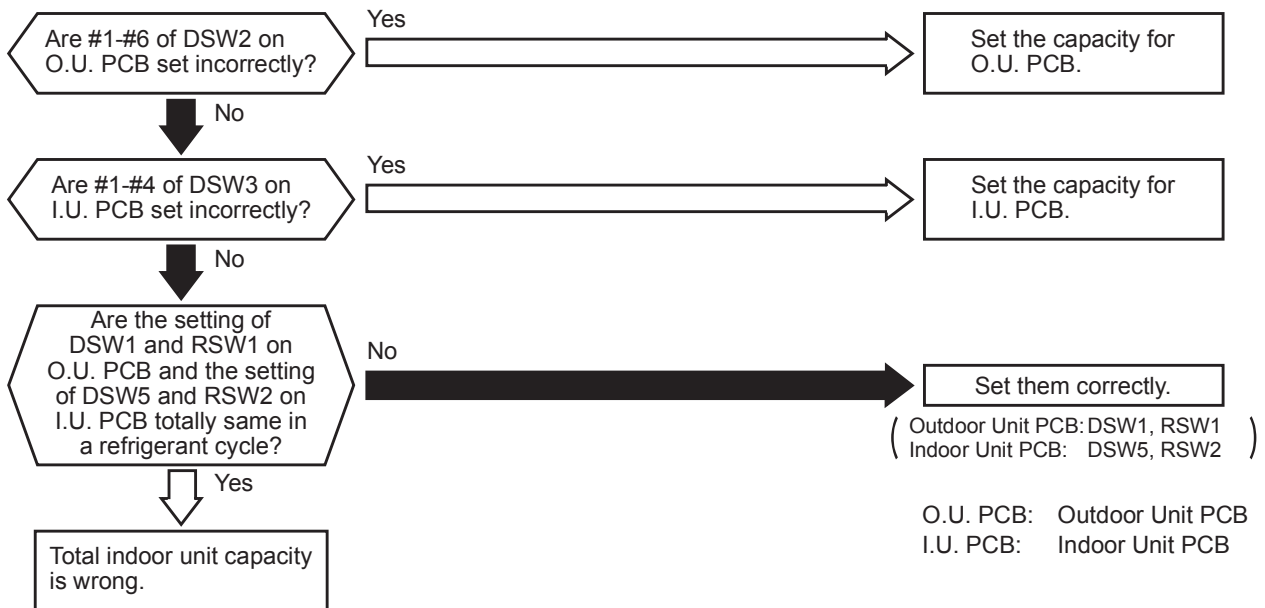 Are #1-#6 of DSW2 on
O.U. PCB set incorrectly?
Yes
Set the capacity for
O.U. PCB.
No
Are #1-#4 of DSW3 on
I.U. PCB set incorrectly?
Yes
Set the capacity for
I.U. PCB.
No
Are the setting of
DSW1 and RSW1 on
O.U. PCB and the setting
of DSW5 and RSW2 on
I.U. PCB totally same in
a refrigerant cycle?
No
Set them correctly.
( Outdoor Unit PCB: DSW1, RSW1
Indoor Unit PCB: DSW5, RSW2 )
Yes
Total indoor unit capacity
is wrong.
O.U. PCB: Outdoor Unit PCB
I.U. PCB: Indoor Unit PCB